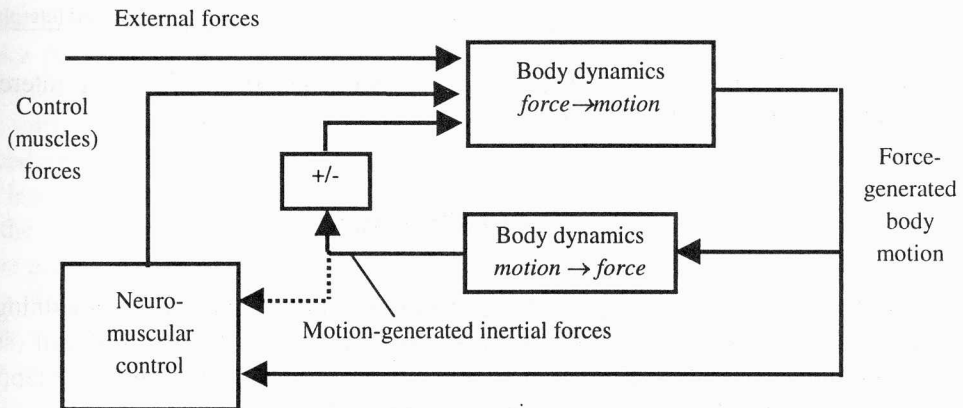 External forces
Body dynamics
force→motion
Control
(muscles)
forces
+/-
Force-
generated
body
motion
Body dynamics
motion → force
Neuro-
muscular
control
Motion-generated inertial forces